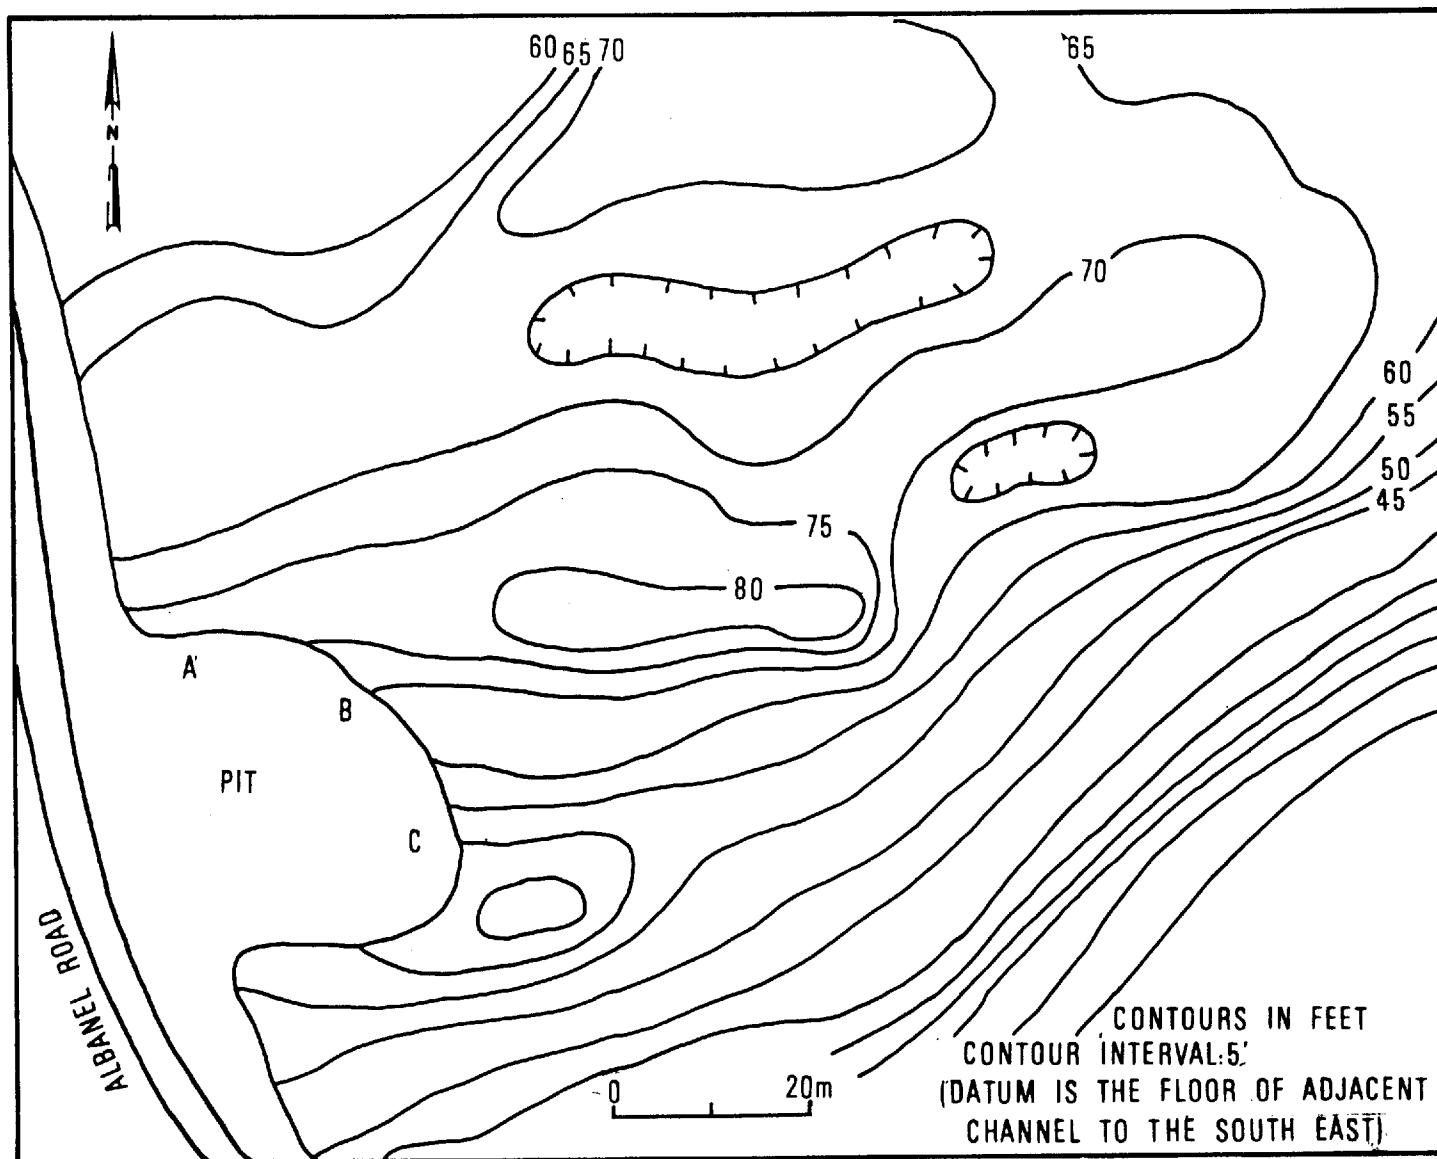 60 65 70
65
N
70
60
55
50
45
75
80
A
B
PIT
C
ALBANEL ROAD
0 20m
CONTOURS IN FEET
CONTOUR INTERVAL:5'
(DATUM IS THE FLOOR OF ADJACENT
CHANNEL TO THE SOUTH EAST)